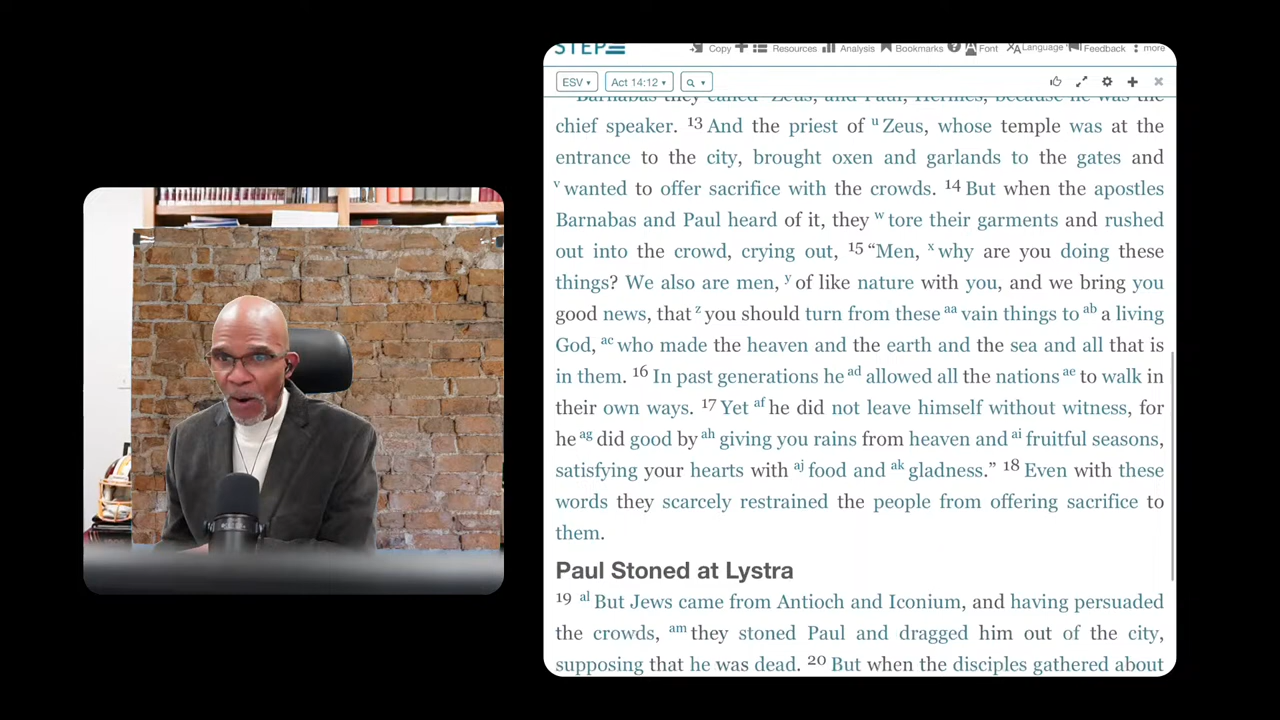 STEP
Copy Resources Analysis Bookmarks Font Language Feedback more
ESV Act 14:12
Barnabas they called Zeus, and Paul, Hermes, because he was the
chief speaker. 13 And the priest of u Zeus, whose temple was at the
entrance to the city, brought oxen and garlands to the gates and
v wanted to offer sacrifice with the crowds. 14 But when the apostles
Barnabas and Paul heard of it, they w tore their garments and rushed
out into the crowd, crying out, 15 “Men, x why are you doing these
things? We also are men, y of like nature with you, and we bring you
good news, that z you should turn from these aa vain things to ab a living
God, ac who made the heaven and the earth and the sea and all that is
in them. 16 In past generations he ad allowed all the nations ae to walk in
their own ways. 17 Yet af he did not leave himself without witness, for
he ag did good by ah giving you rains from heaven and ai fruitful seasons,
satisfying your hearts with aj food and ak gladness.” 18 Even with these
words they scarcely restrained the people from offering sacrifice to
them.
Paul Stoned at Lystra
19 al But Jews came from Antioch and Iconium, and having persuaded
the crowds, am they stoned Paul and dragged him out of the city,
supposing that he was dead. 20 But when the disciples gathered about